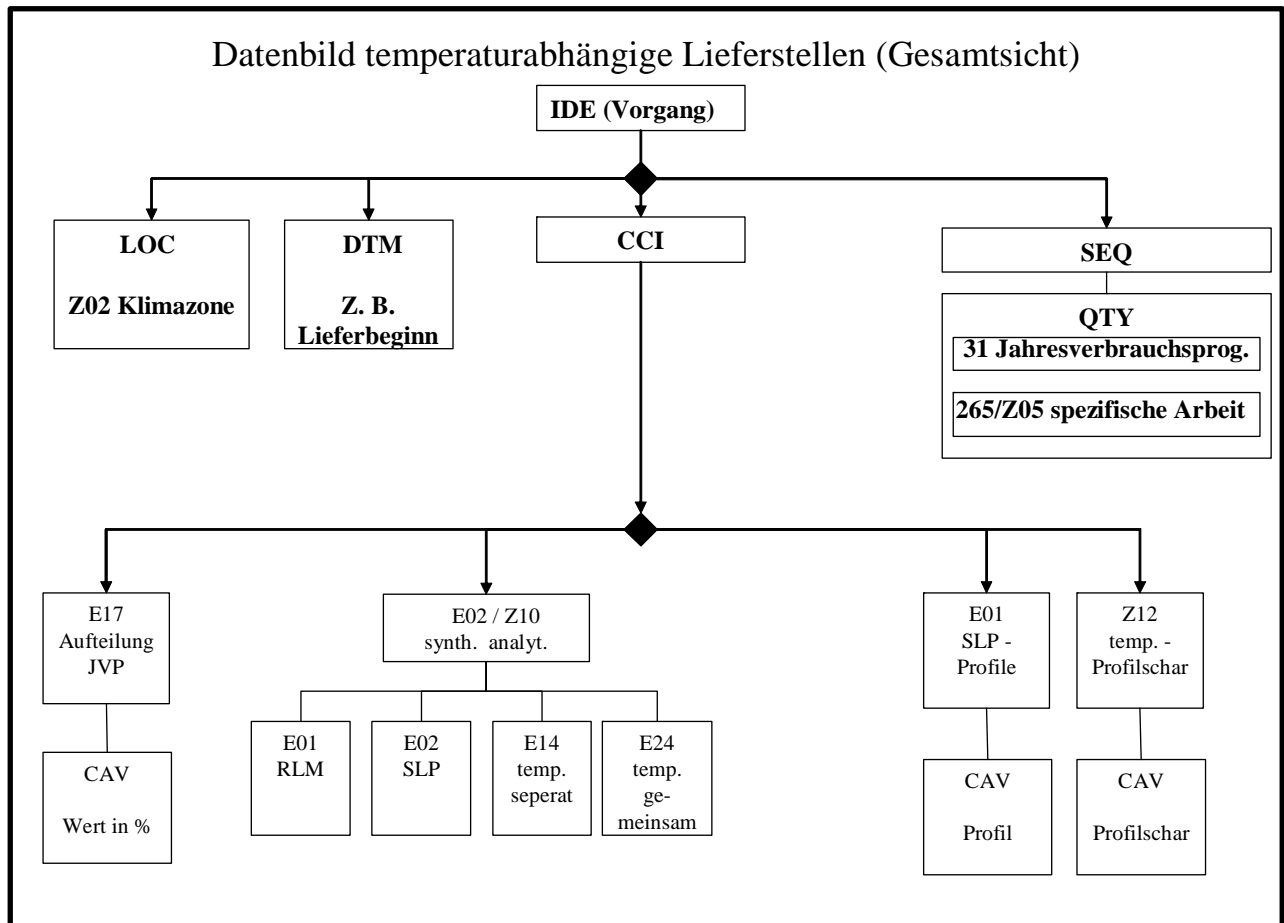 Datenbild temperaturabhängige Lieferstellen (Gesamtsicht)
IDE (Vorgang)
LOC
Z02 Klimazone
DTM
Z. B.
Lieferbeginn
CCI
SEQ
QTY
31 Jahresverbrauchsprog.
265/Z05 spezifische Arbeit
E17
Aufteilung
JVP
CAV
Wert in %
E02 / Z10
synth. analyt.
E01
RLM
E02
SLP
E14
temp.
seperat
E24
temp.
ge-
meinsam
E01
SLP -
Profile
CAV
Profil
Z12
temp. -
Profilschar
CAV
Profilschar